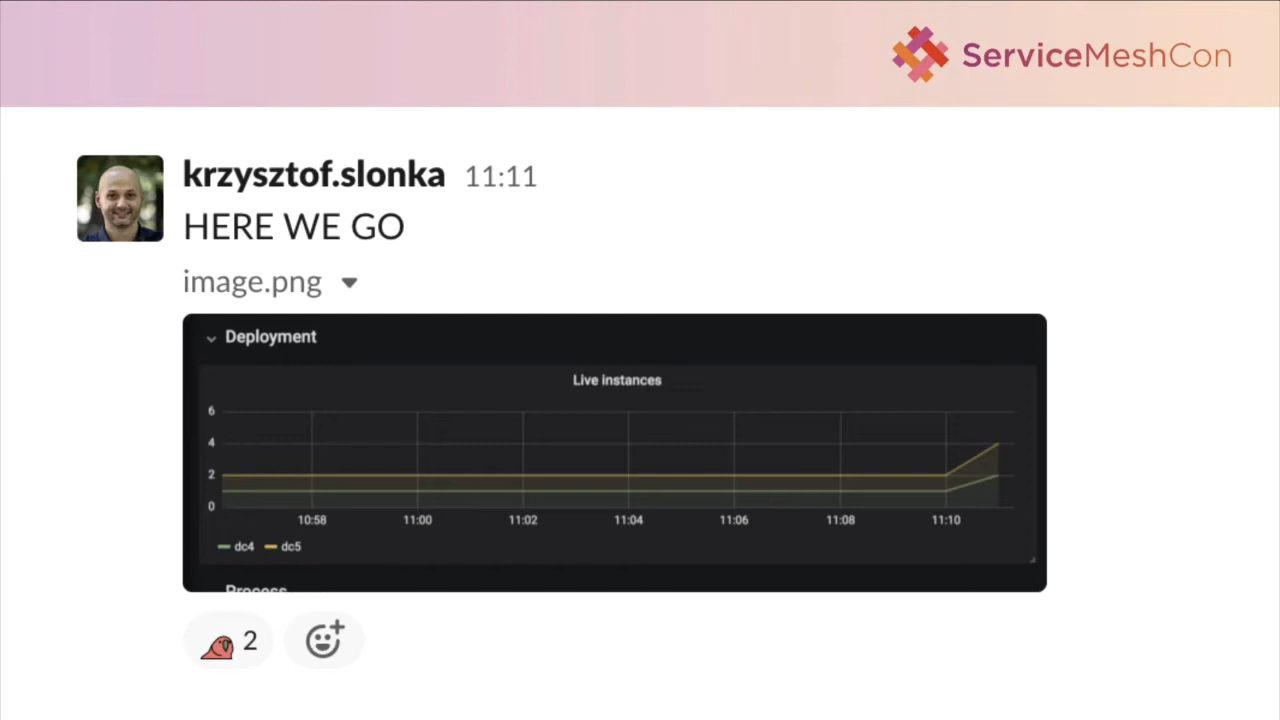 ServiceMeshCon
krzysztof.slonka 11:11
HERE WE GO
image.png
Deployment
Live instances
6
4
2
0
10:58 11:00 11:02 11:04 11:06 11:08 11:10
dc4 dc5
Process
2